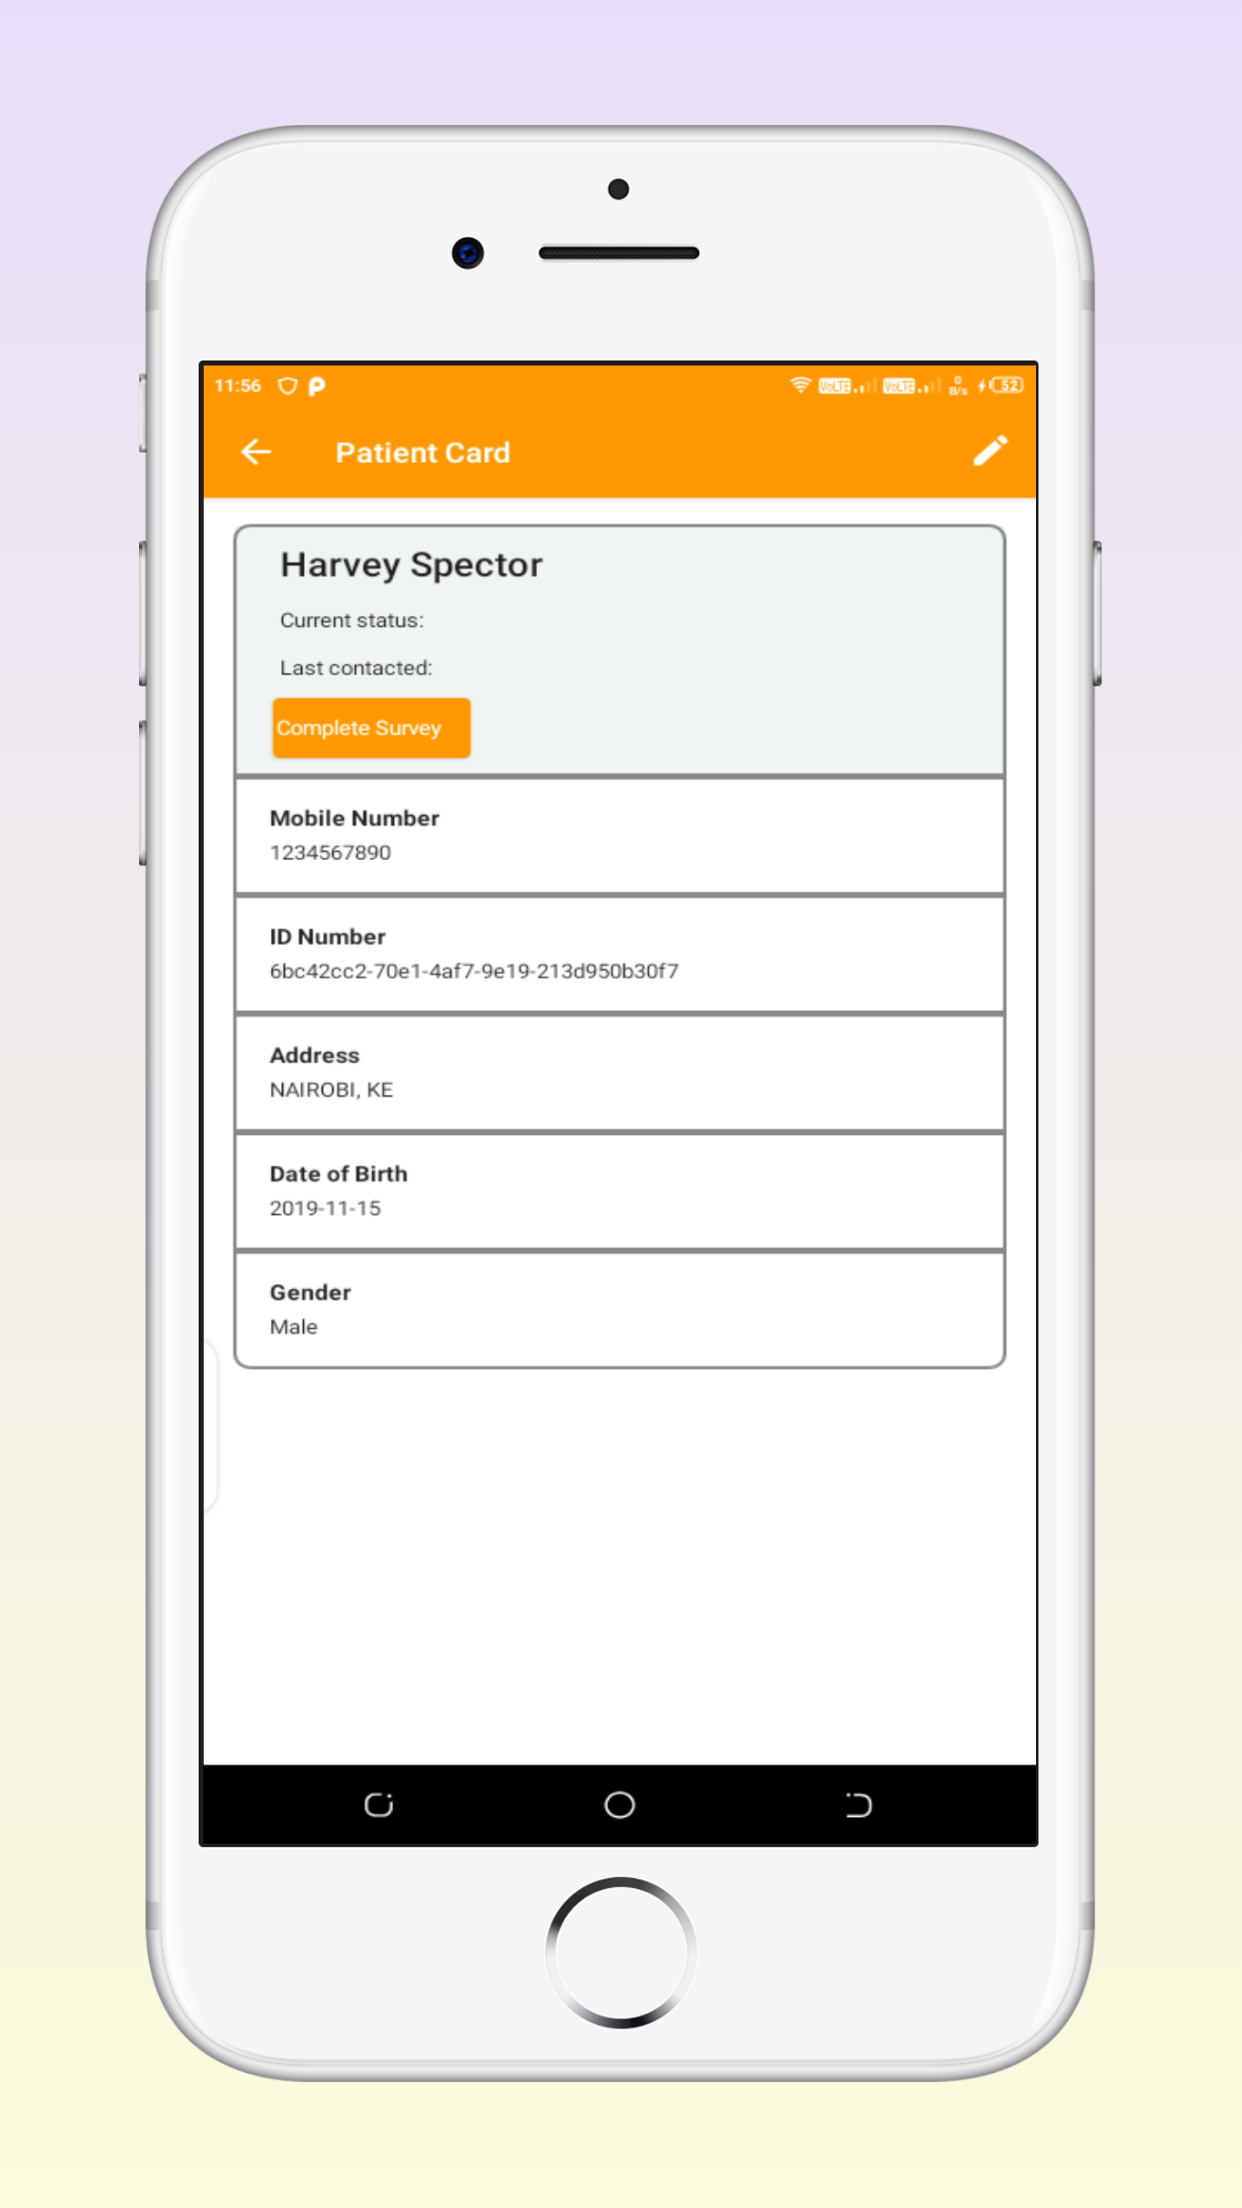 11:56
VoLTE VoLTE 0 B/s 52
Patient Card
Harvey Spector
Current status:
Last contacted:
Complete Survey
Mobile Number
1234567890
ID Number
6bc42cc2-70e1-4af7-9e19-213d950b30f7
Address
NAIROBI, KE
Date of Birth
2019-11-15
Gender
Male